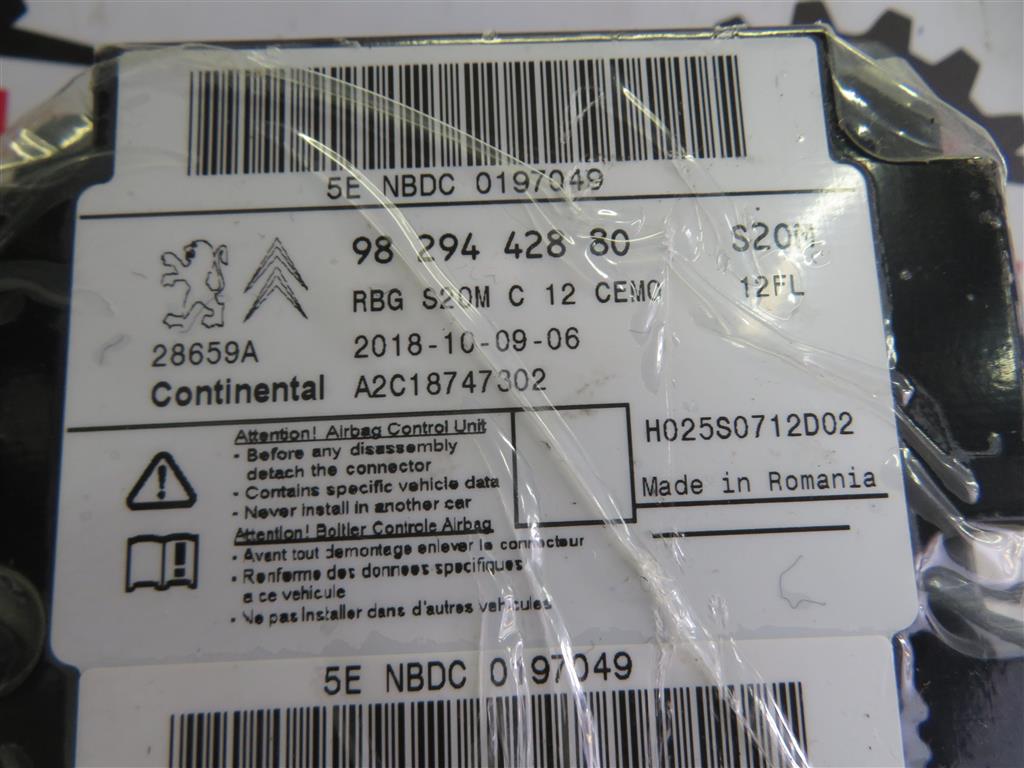 5E NBDC 0197049
98 294 428 80 S20M
RBG S20M C 12 CEMO 12FL
28659A 2018-10-09-06
Continental A2C18747302
H025S0712D02
Made in Romania
Attention! Airbag Control Unit
- Before any disassembly
detach the connector
- Contains specific vehicle data
- Never install in another car
Attention! Boîtier Controle Airbag
- Avant tout demontage enlever le connecteur
- Renferme des donnees specifiques
a ce vehicule
- Ne pas Installer dans d'autres vehicules
5E NBDC 0197049